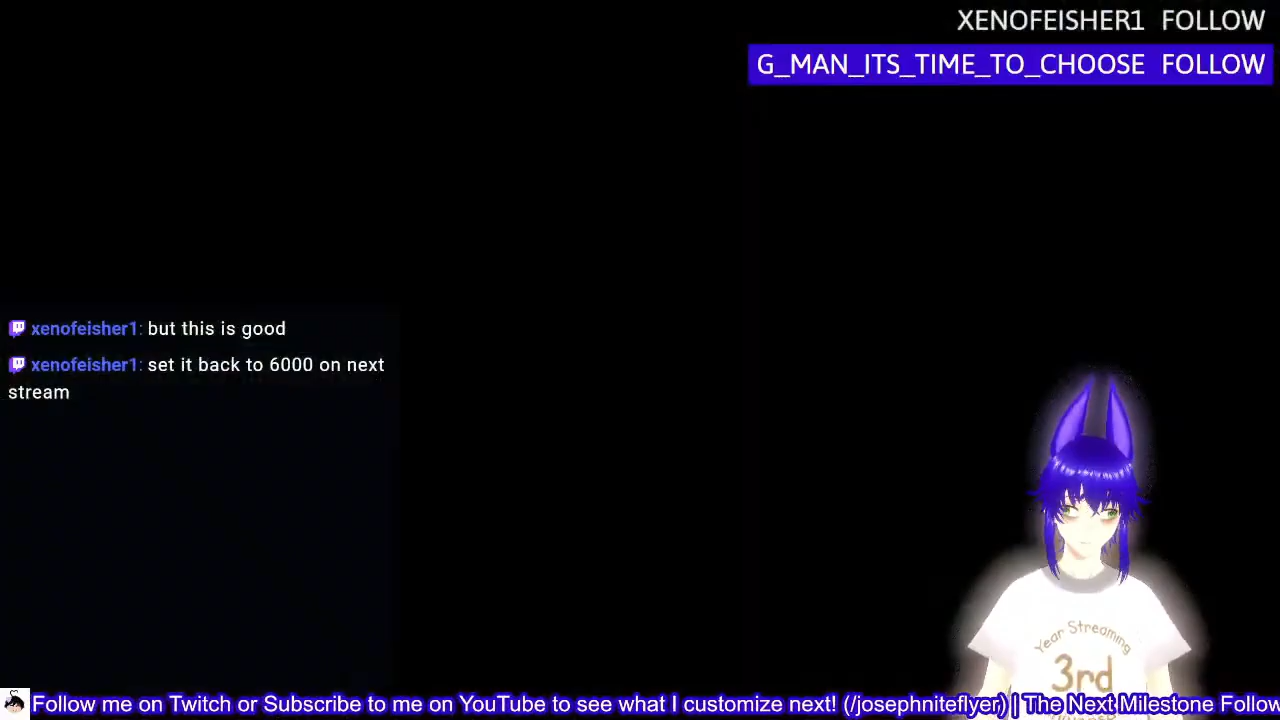 XENOFEISHER1 FOLLOW
G_MAN_ITS_TIME_TO_CHOOSE FOLLOW
xenofeisher1: but this is good
xenofeisher1: set it back to 6000 on next
stream
Year Streaming
3rd
Follow me on Twitch or Subscribe to me on YouTube to see what I customize next! (/josephniteflyer) | The Next Milestone Follow